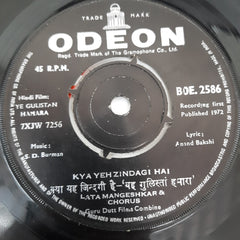 TRADE MARK
ODEON
Regd. Trade Mark of The Gramophone Co., Ltd.
45 R.P.M.
BOE. 2586
Hindi Film:
YE GULISTAN
HAMARA
7XJW 7256
Recording first
Published 1972
Music:
S. D. Burman
Lyric:
Anand Bakshi
KYA YEH ZINDAGI HAI
क्या यह ज़िन्दगी है-'यह गुलिस्तां हमारा'
LATA MANGESHKAR &
CHORUS
Guru Dutt Films Combine